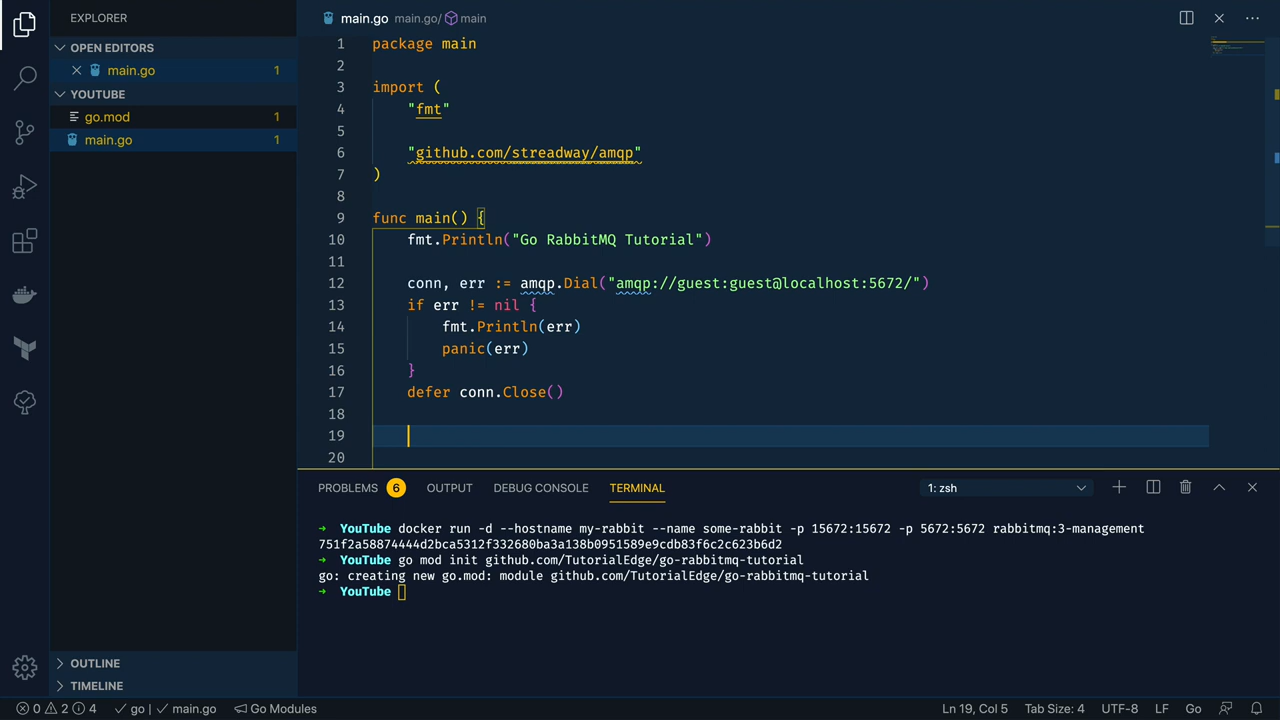 EXPLORER
OPEN EDITORS
main.go 1
YOUTUBE
go.mod 1
main.go 1
OUTLINE
TIMELINE
main.go main.go/ main
1 package main
2
3 import (
4 "fmt"
5
6 "github.com/streadway/amqp"
7 )
8
9 func main() {
10 fmt.Println("Go RabbitMQ Tutorial")
11
12 conn, err := amqp.Dial("amqp://guest:guest@localhost:5672/")
13 if err != nil {
14 fmt.Println(err)
15 panic(err)
16 }
17 defer conn.Close()
18
19
20
PROBLEMS 6 OUTPUT DEBUG CONSOLE TERMINAL 1: zsh
→ YouTube docker run -d --hostname my-rabbit --name some-rabbit -p 15672:15672 -p 5672:5672 rabbitmq:3-management
751f2a58874444d2bca5312f332680ba3a138b0951589e9cdb83f6c2c623b6d2
→ YouTube go mod init github.com/TutorialEdge/go-rabbitmq-tutorial
go: creating new go.mod: module github.com/TutorialEdge/go-rabbitmq-tutorial
→ YouTube
0 2 4 go | main.go Go Modules Ln 19, Col 5 Tab Size: 4 UTF-8 LF Go